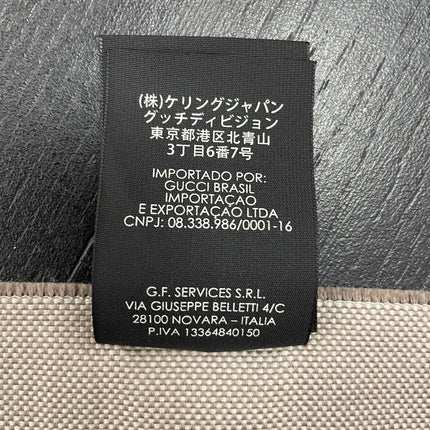 (株)ケリングジャパン
グッチディビジョン
東京都港区北青山
3丁目6番7号
IMPORTADO POR:
GUCCI BRASIL
IMPORTAÇAO
E EXPORTAÇÃO LTDA
CNPJ: 08.338.986/0001-16
G.F. SERVICES S.R.L.
VIA GIUSEPPE BELLETTI 4/C
28100 NOVARA – ITALIA
P.IVA 13364840150